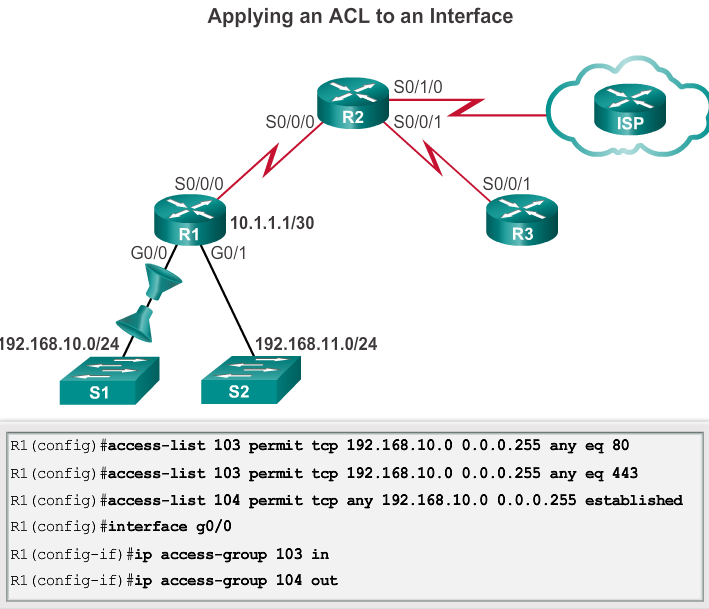 Applying an ACL to an Interface
S0/1/0
R2
ISP
S0/0/0
S0/0/1
S0/0/0
S0/0/1
10.1.1.1/30
R1
R3
G0/0
G0/1
192.168.10.0/24
192.168.11.0/24
S1
S2
R1(config)#access-list 103 permit tcp 192.168.10.0 0.0.0.255 any eq 80
R1(config)#access-list 103 permit tcp 192.168.10.0 0.0.0.255 any eq 443
R1(config)#access-list 104 permit tcp any 192.168.10.0 0.0.0.255 established
R1(config)#interface g0/0
R1(config-if)#ip access-group 103 in
R1(config-if)#ip access-group 104 out